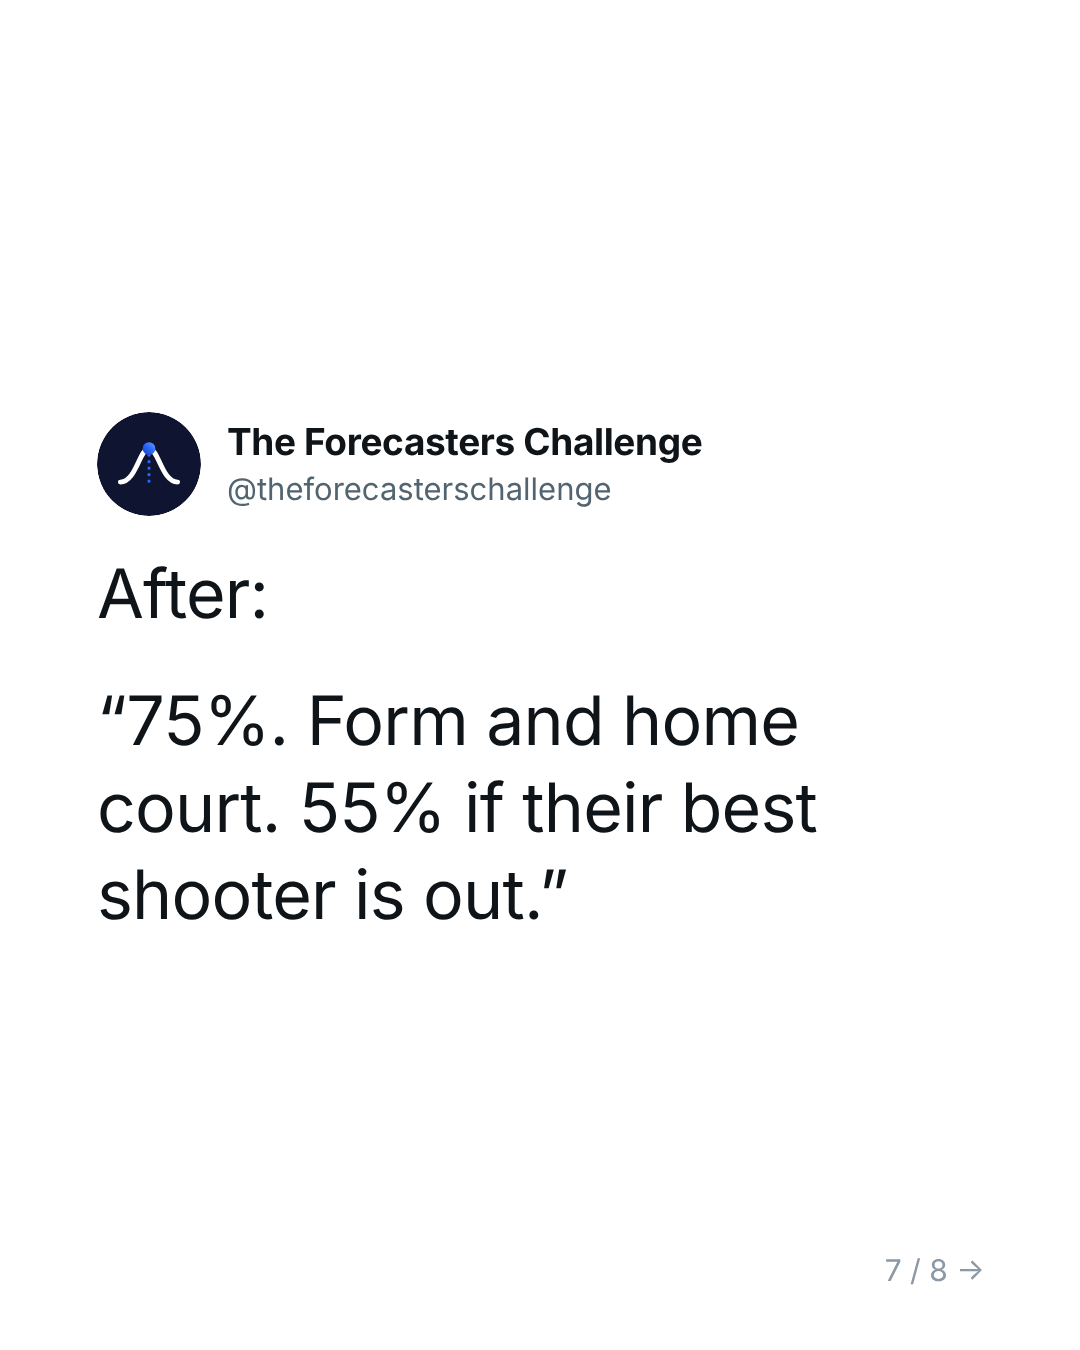 The Forecasters Challenge
@theforecasterschallenge
After:
“75%. Form and home
court. 55% if their best
shooter is out.”
7 / 8 →